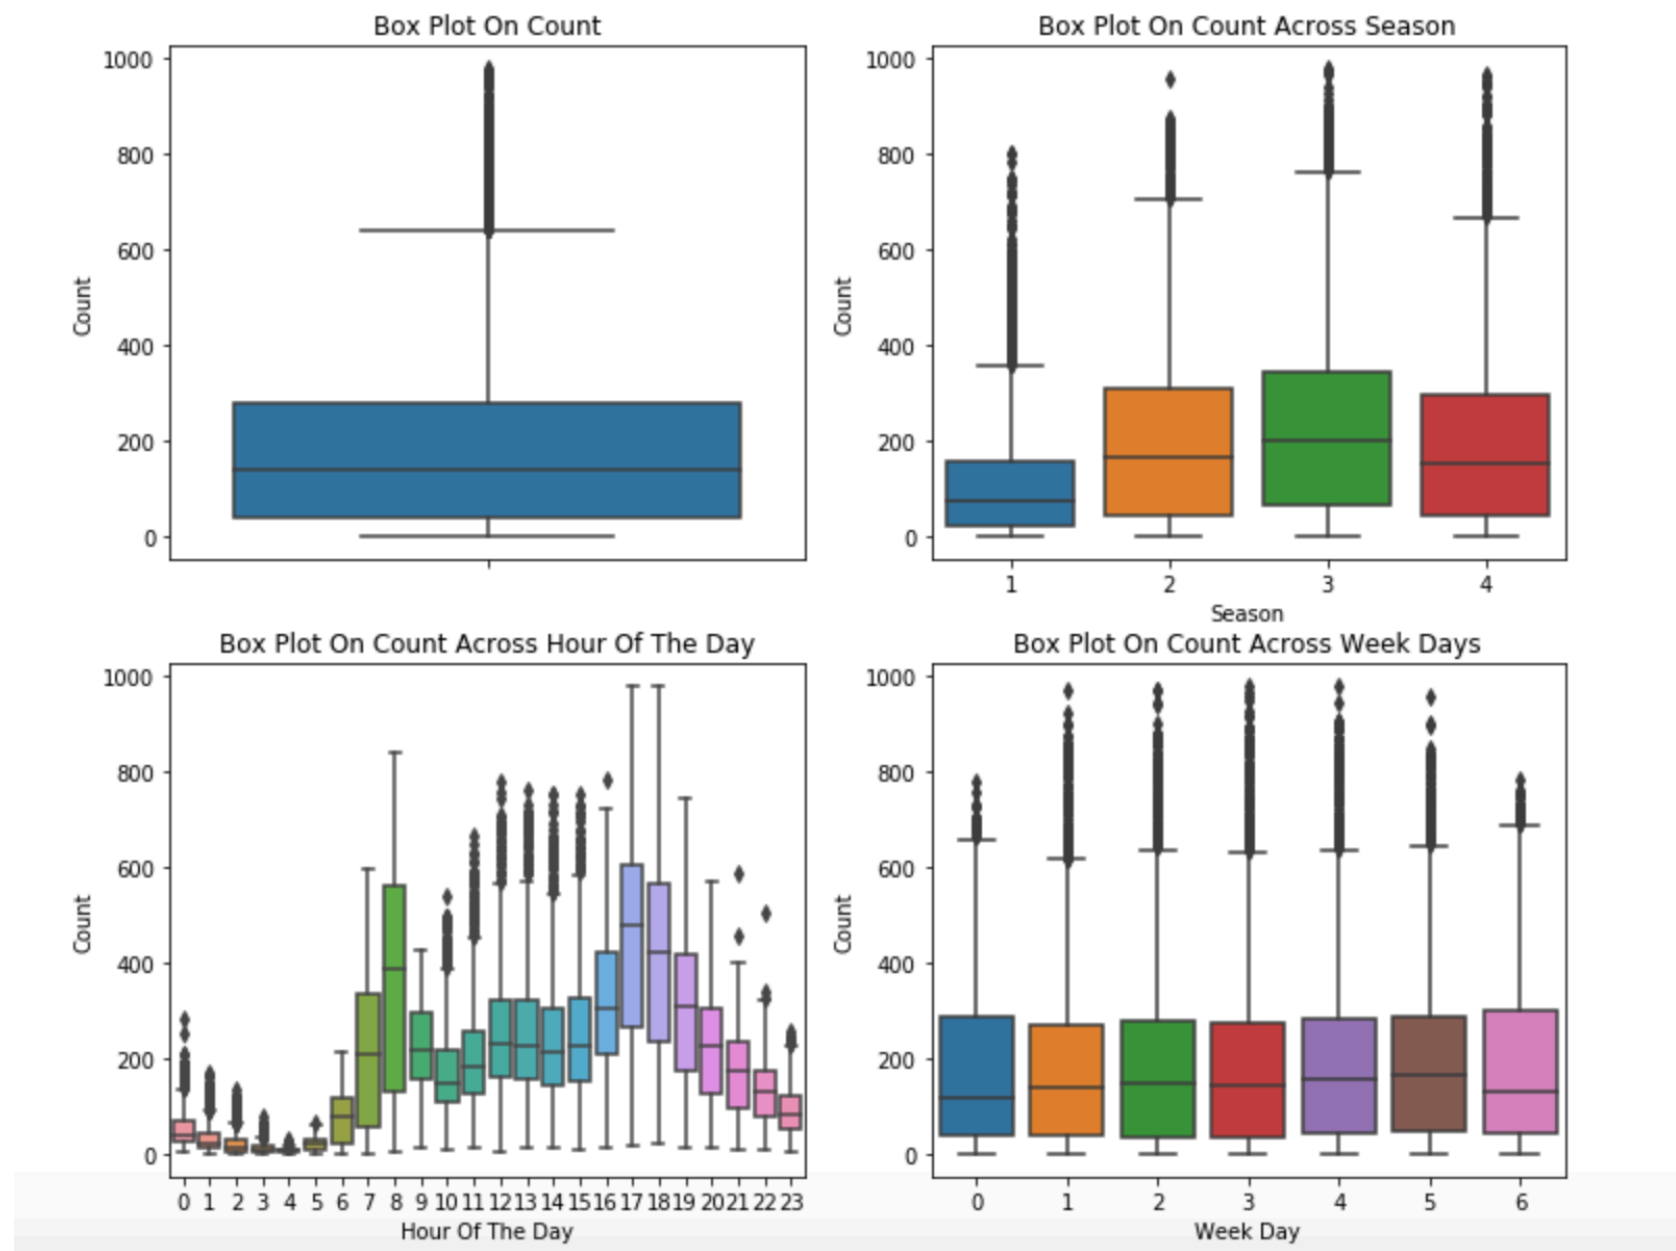 Box Plot On Count
1000
800
600
400
200
0
Count
Box Plot On Count Across Season
1000
800
600
400
200
0
Count
1 2 3 4
Season
Box Plot On Count Across Hour Of The Day
1000
800
600
400
200
0
Count
0 1 2 3 4 5 6 7 8 9 10 11 12 13 14 15 16 17 18 19 20 21 22 23
Hour Of The Day
Box Plot On Count Across Week Days
1000
800
600
400
200
0
Count
0 1 2 3 4 5 6
Week Day